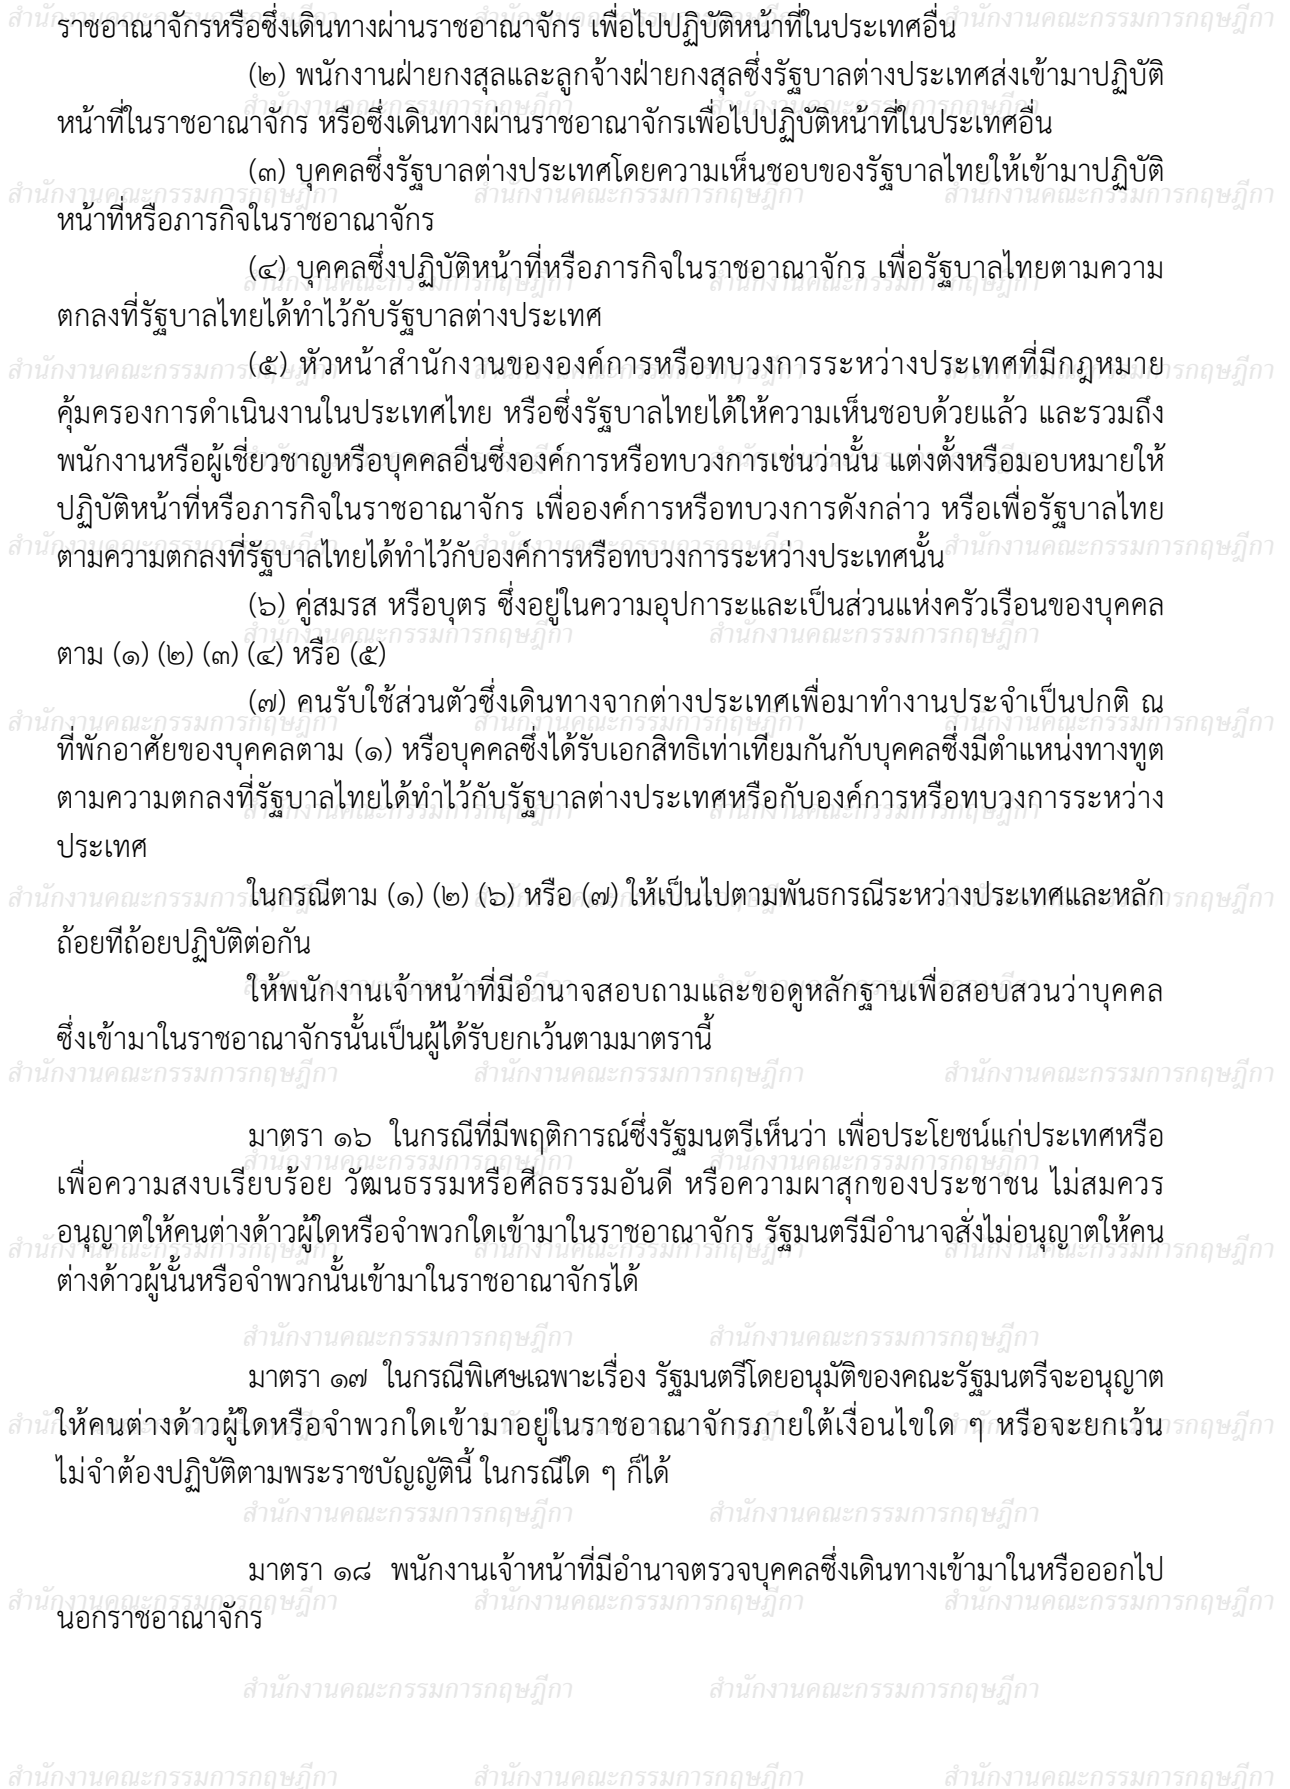 ราชอาณาจักรหรือซึ่งเดินทางผ่านราชอาณาจักร เพื่อไปปฏิบัติหน้าที่ในประเทศอื่น
(๒) พนักงานฝ่ายกงสุลและลูกจ้างฝ่ายกงสุลซึ่งรัฐบาลต่างประเทศส่งเข้ามาปฏิบัติ
หน้าที่ในราชอาณาจักร หรือซึ่งเดินทางผ่านราชอาณาจักรเพื่อไปปฏิบัติหน้าที่ในประเทศอื่น
(๓) บุคคลซึ่งรัฐบาลต่างประเทศโดยความเห็นชอบของรัฐบาลไทยให้เข้ามาปฏิบัติ
หน้าที่หรือภารกิจในราชอาณาจักร
(๔) บุคคลซึ่งปฏิบัติหน้าที่หรือภารกิจในราชอาณาจักร เพื่อรัฐบาลไทยตามความ
ตกลงที่รัฐบาลไทยได้ทำไว้กับรัฐบาลต่างประเทศ
(๕) หัวหน้าสำนักงานขององค์การหรือทบวงการระหว่างประเทศที่มีกฎหมาย
คุ้มครองการดำเนินงานในประเทศไทย หรือซึ่งรัฐบาลไทยได้ให้ความเห็นชอบด้วยแล้ว และรวมถึง
พนักงานหรือผู้เชี่ยวชาญหรือบุคคลอื่นซึ่งองค์การหรือทบวงการเช่นว่านั้น แต่งตั้งหรือมอบหมายให้
ปฏิบัติหน้าที่หรือภารกิจในราชอาณาจักร เพื่อองค์การหรือทบวงการดังกล่าว หรือเพื่อรัฐบาลไทย
ตามความตกลงที่รัฐบาลไทยได้ทำไว้กับองค์การหรือทบวงการระหว่างประเทศนั้น
(๖) คู่สมรส หรือบุตร ซึ่งอยู่ในความอุปการะและเป็นส่วนแห่งครัวเรือนของบุคคล
ตาม (๑) (๒) (๓) (๔) หรือ (๕)
(๗) คนรับใช้ส่วนตัวซึ่งเดินทางจากต่างประเทศเพื่อมาทำงานประจำเป็นปกติ ณ
ที่พักอาศัยของบุคคลตาม (๑) หรือบุคคลซึ่งได้รับเอกสิทธิเท่าเทียมกันกับบุคคลซึ่งมีตำแหน่งทางทูต
ตามความตกลงที่รัฐบาลไทยได้ทำไว้กับรัฐบาลต่างประเทศหรือกับองค์การหรือทบวงการระหว่าง
ประเทศ
ในกรณีตาม (๑) (๒) (๖) หรือ (๗) ให้เป็นไปตามพันธกรณีระหว่างประเทศและหลัก
ถ้อยทีถ้อยปฏิบัติต่อกัน
ให้พนักงานเจ้าหน้าที่มีอำนาจสอบถามและขอดูหลักฐานเพื่อสอบสวนว่าบุคคล
ซึ่งเข้ามาในราชอาณาจักรนั้นเป็นผู้ได้รับยกเว้นตามมาตรานี้
มาตรา ๑๖ ในกรณีที่มีพฤติการณ์ซึ่งรัฐมนตรีเห็นว่า เพื่อประโยชน์แก่ประเทศหรือ
เพื่อความสงบเรียบร้อย วัฒนธรรมหรือศีลธรรมอันดี หรือความผาสุกของประชาชน ไม่สมควร
อนุญาตให้คนต่างด้าวผู้ใดหรือจำพวกใดเข้ามาในราชอาณาจักร รัฐมนตรีมีอำนาจสั่งไม่อนุญาตให้คน
ต่างด้าวผู้นั้นหรือจำพวกนั้นเข้ามาในราชอาณาจักรได้
มาตรา ๑๗ ในกรณีพิเศษเฉพาะเรื่อง รัฐมนตรีโดยอนุมัติของคณะรัฐมนตรีจะอนุญาต
ให้คนต่างด้าวผู้ใดหรือจำพวกใดเข้ามาอยู่ในราชอาณาจักรภายใต้เงื่อนไขใด ๆ หรือจะยกเว้น
ไม่จำต้องปฏิบัติตามพระราชบัญญัตินี้ ในกรณีใด ๆ ก็ได้
มาตรา ๑๘ พนักงานเจ้าหน้าที่มีอำนาจตรวจบุคคลซึ่งเดินทางเข้ามาในหรือออกไป
นอกราชอาณาจักร